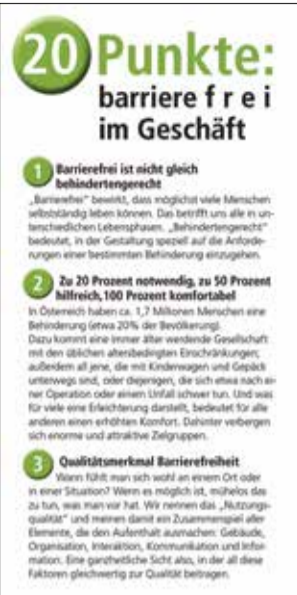 20 Punkte:
barriere f r e i
im Geschäft
1 Barrierefrei ist nicht gleich
behindertengerecht
„Barrierefrei" bewirkt, dass möglichst viele Menschen
selbstständig leben können. Das betrifft uns alle in un-
terschiedlichen Lebensphasen. „Behindertengerecht"
bedeutet, in der Gestaltung speziell auf die Anforde-
rungen einer bestimmten Behinderung einzugehen.
2 Zu 20 Prozent notwendig, zu 50 Prozent
hilfreich, 100 Prozent komfortabel
In Österreich haben ca. 1,7 Millionen Menschen eine
Behinderung (etwa 20% der Bevölkerung).
Dazu kommt eine immer älter werdende Gesellschaft
mit den üblichen altersbedingten Einschränkungen;
außerdem all jene, die mit Kinderwagen und Gepäck
unterwegs sind, oder diejenigen, die sich etwa nach ei-
ner Operation oder einem Unfall schwer tun. Und was
für viele eine Erleichterung darstellt, bedeutet für alle
anderen einen erhöhten Komfort. Dahinter verbergen
sich enorme und attraktive Zielgruppen.
3 Qualitätsmerkmal Barrierefreiheit
Wann fühlt man sich wohl an einem Ort oder
in einer Situation? Wenn es möglich ist, mühelos das
zu tun, was man vor hat. Wir nennen das „Nutzungs-
qualität" und meinen damit ein Zusammenspiel aller
Elemente, die den Aufenthalt ausmachen: Gebäude,
Organisation, Interaktion, Kommunikation und Infor-
mation. Eine ganzheitliche Sicht also, in der all diese
Faktoren gleichwertig zur Qualität beitragen.